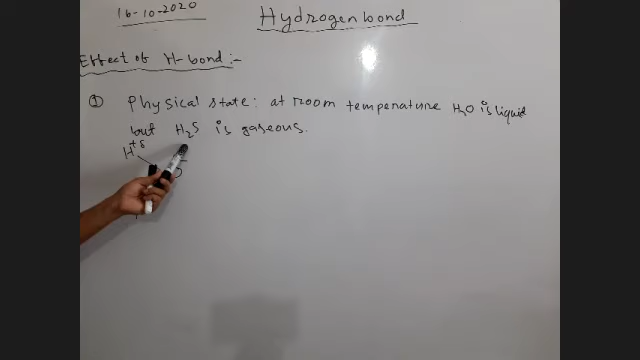 16-10-2020
Hydrogen bond
Effect of H-bond:-
① Physical state: at room temperature H₂O is liquid
but H₂S is gaseous.
H+δ